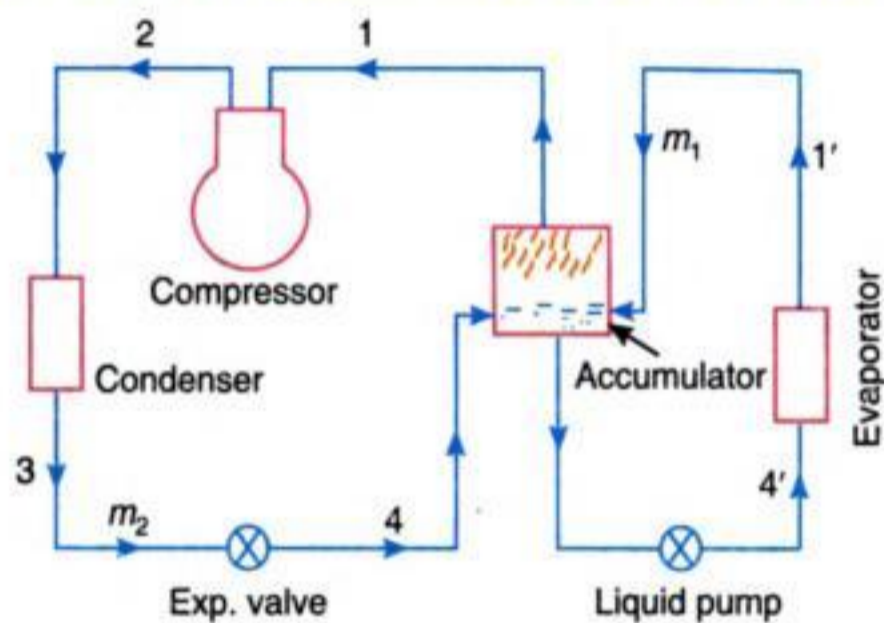 2
1
m₁
1′
Compressor
Condenser
Accumulator
Evaporator
3
m₂
4
4′
Exp. valve
Liquid pump